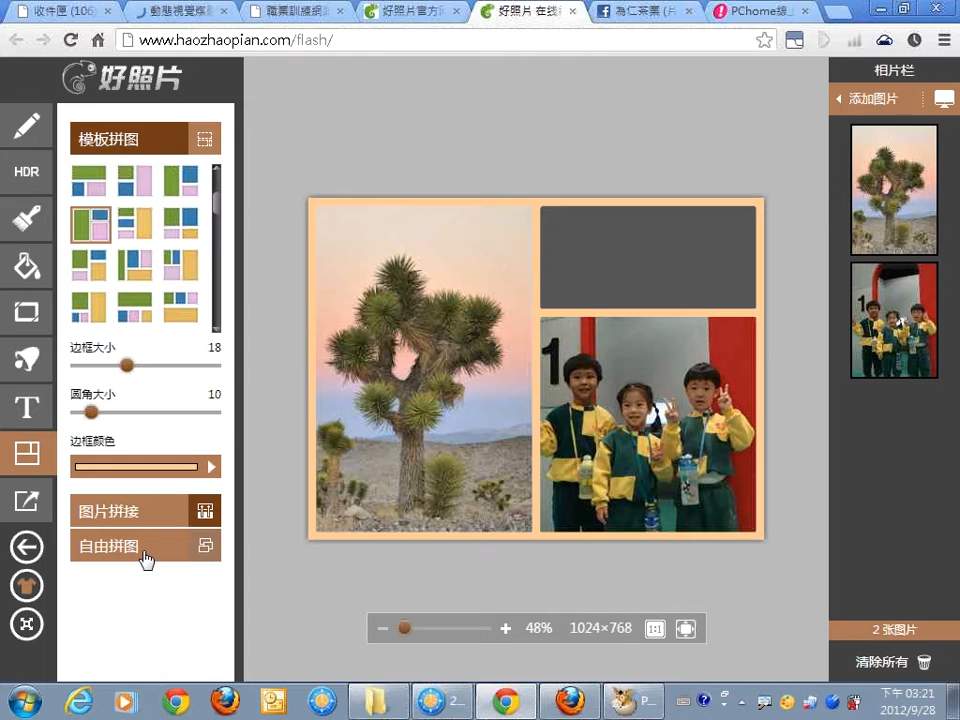 收件匣 (106)
動態視覺
職業訓練網
好照片官方
好照片 在线
為仁茶業 (
PChome線
www.haozhaopian.com/flash/
好照片
HDR
T
模板拼图
边框大小 18
圆角大小 10
边框颜色
图片拼接
自由拼图
相片栏
添加图片
1
1
48% 1024×768 1:1
2 张图片
清除所有
2...
P...
下午 03:21
2012/9/28